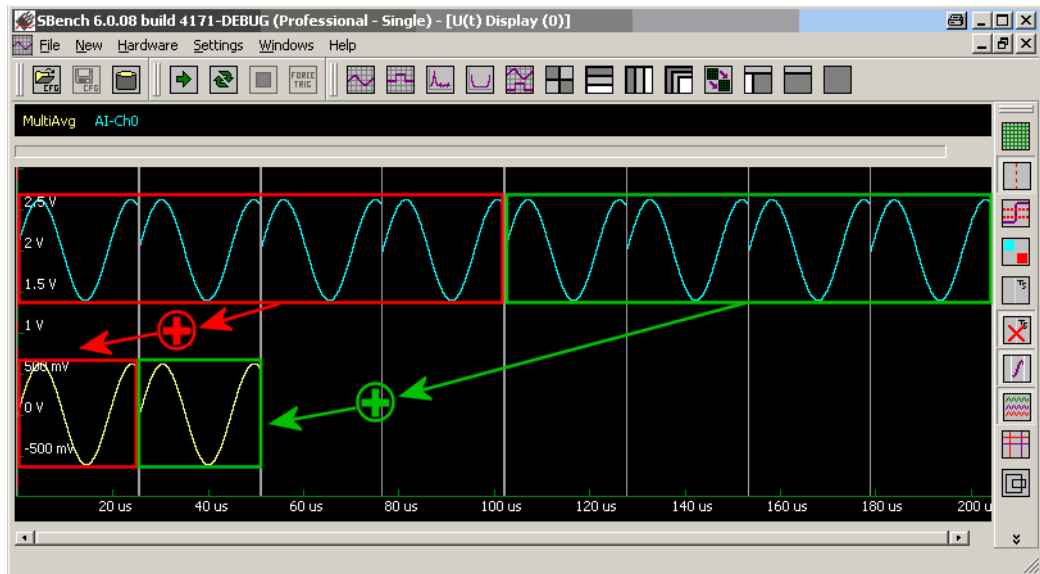 SBench 6.0.08 build 4171-DEBUG (Professional - Single) - [U(t) Display (0)]
File New Hardware Settings Windows Help
CFG CFG FORCE TRIG
MultiAvg AI-Ch0
2.5 V
2 V
1.5 V
1 V
500 mV
0 V
-500 mV
20 us 40 us 60 us 80 us 100 us 120 us 140 us 160 us 180 us 200 u
Ts
Ts